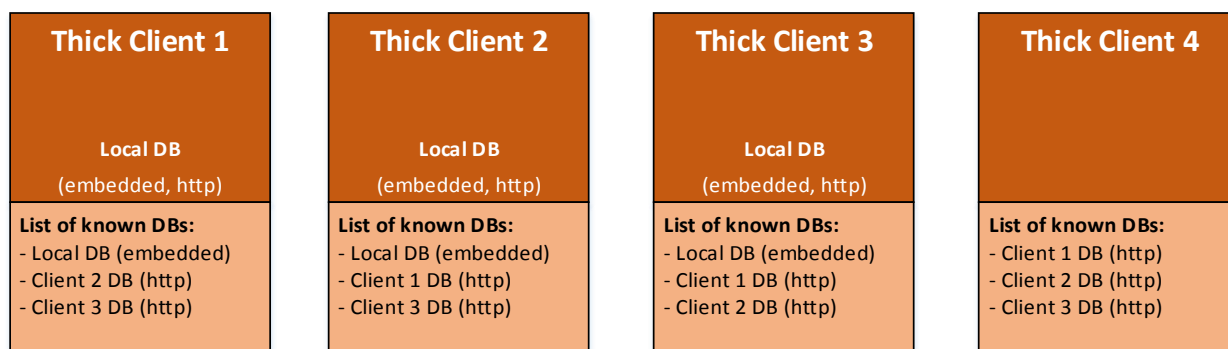 Thick Client 1
Local DB
(embedded, http)
List of known DBs:
- Local DB (embedded)
- Client 2 DB (http)
- Client 3 DB (http)
Thick Client 2
Local DB
(embedded, http)
List of known DBs:
- Local DB (embedded)
- Client 1 DB (http)
- Client 3 DB (http)
Thick Client 3
Local DB
(embedded, http)
List of known DBs:
- Local DB (embedded)
- Client 1 DB (http)
- Client 2 DB (http)
Thick Client 4
List of known DBs:
- Client 1 DB (http)
- Client 2 DB (http)
- Client 3 DB (http)